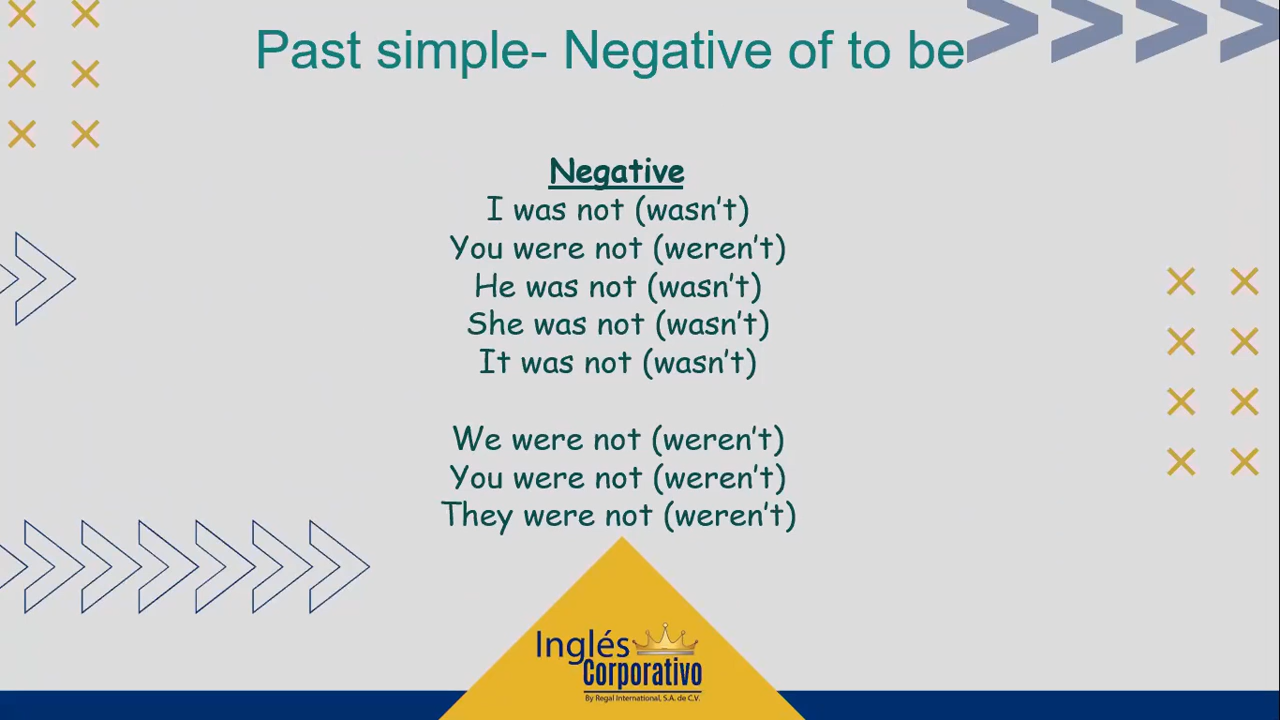 Past simple- Negative of to be
Negative
I was not (wasn't)
You were not (weren't)
He was not (wasn't)
She was not (wasn't)
It was not (wasn't)
We were not (weren't)
You were not (weren't)
They were not (weren't)
Inglés
Corporativo
By Regal International, S.A. de C.V.